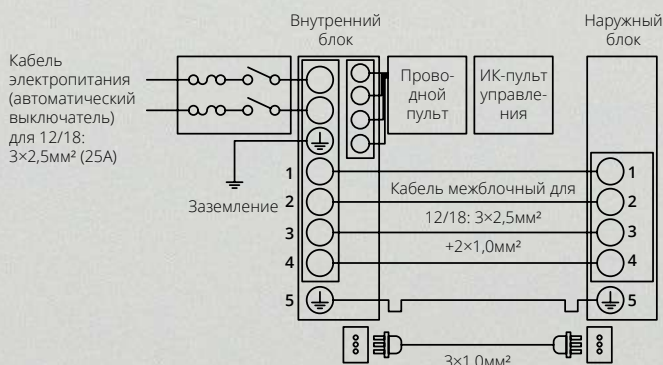 Внутренний
блок
Наружный
блок
Кабель
электропитания
(автоматический
выключатель)
для 12/18:
3×2,5мм² (25А)
Прово-
дной
пульт
ИК-пульт
управле-
ния
Заземление
1
2
3
4
5
Кабель межблочный для
12/18: 3×2,5мм²
+2×1,0мм²
1
2
3
4
5
3×1,0мм²